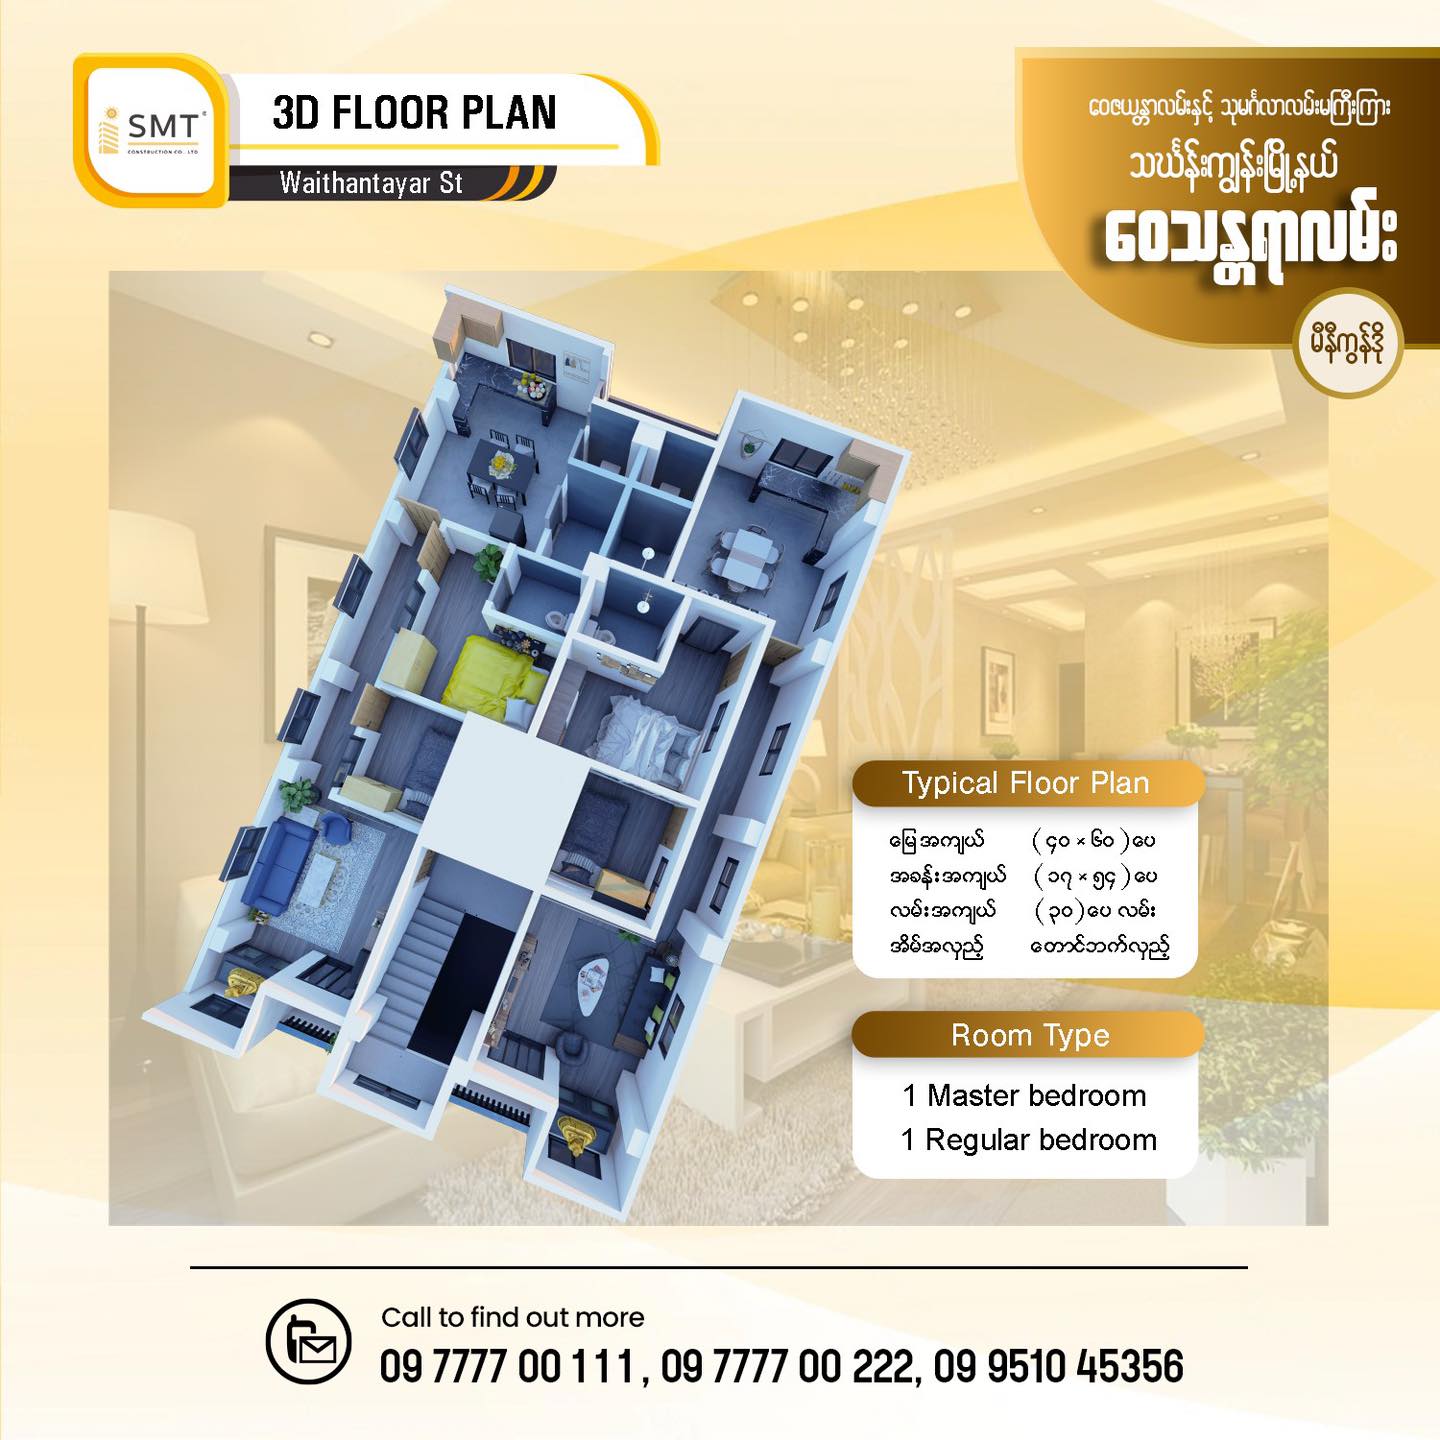 SMT
CONSTRUCTION CO., LTD
3D FLOOR PLAN
Waithantayar St
ဝေဇယန္တာလမ်းနှင့် သုမင်္ဂလာလမ်းမကြီးကြား
သင်္ဃန်းကျွန်းမြို့နယ်
ဝေသန္တရာလမ်း
မီနီကွန်ဒို
Typical Floor Plan
မြေအကျယ် (၄၀×၆၀)ပေ
အခန်းအကျယ် (၁၇×၅၄)ပေ
လမ်းအကျယ် (၃၀)ပေ လမ်း
အိမ်အလှည့် တောင်ဘက်လှည့်
Room Type
1 Master bedroom
1 Regular bedroom
Call to find out more
09 7777 00 111, 09 7777 00 222, 09 9510 45356